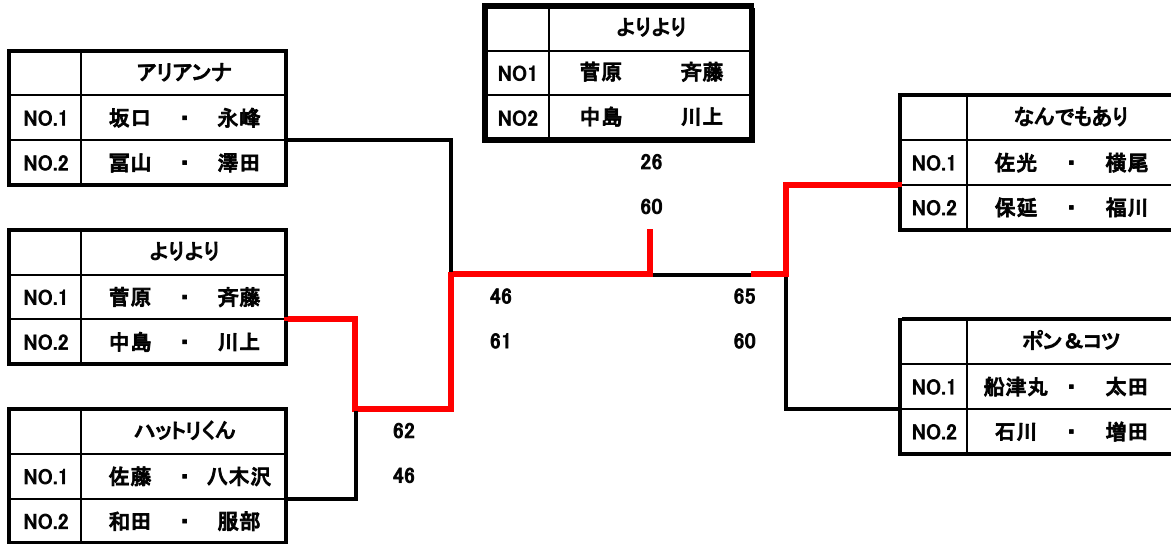 よりより
NO1 菅原 斉藤
NO2 中島 川上
アリアンナ
NO.1 坂口 ・ 永峰
NO.2 冨山 ・ 澤田
よりより
NO.1 菅原 ・ 斉藤
NO.2 中島 ・ 川上
ハットリくん
NO.1 佐藤 ・ 八木沢
NO.2 和田 ・ 服部
62
46
46
61
26
60
65
60
なんでもあり
NO.1 佐光 ・ 横尾
NO.2 保延 ・ 福川
ポン&コツ
NO.1 船津丸 ・ 太田
NO.2 石川 ・ 増田